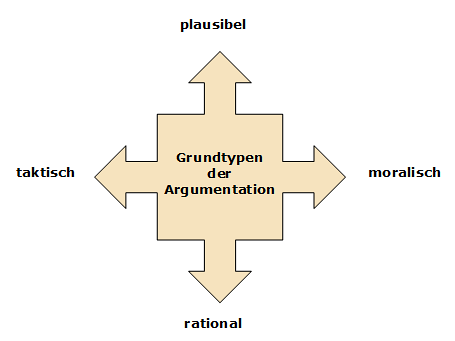 plausibel
taktisch
Grundtypen
der
Argumentation
moralisch
rational